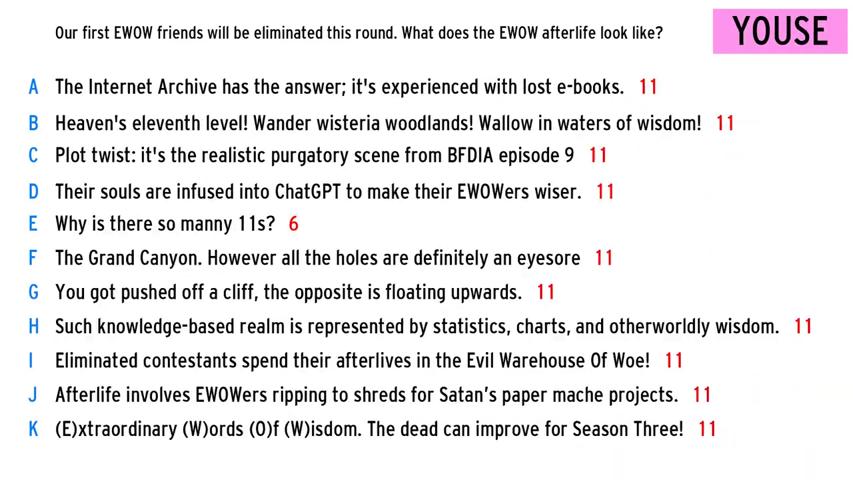 Our first EWOW friends will be eliminated this round. What does the EWOW afterlife look like?
YOUSE
A The Internet Archive has the answer; it's experienced with lost e-books. 11
B Heaven's eleventh level! Wander wisteria woodlands! Wallow in waters of wisdom! 11
C Plot twist: it's the realistic purgatory scene from BFDIA episode 9 11
D Their souls are infused into ChatGPT to make their EWOWers wiser. 11
E Why is there so manny 11s? 6
F The Grand Canyon. However all the holes are definitely an eyesore 11
G You got pushed off a cliff, the opposite is floating upwards. 11
H Such knowledge-based realm is represented by statistics, charts, and otherworldly wisdom. 11
I Eliminated contestants spend their afterlives in the Evil Warehouse Of Woe! 11
J Afterlife involves EWOWers ripping to shreds for Satan's paper mache projects. 11
K (E)xtraordinary (W)ords (O)f (W)isdom. The dead can improve for Season Three! 11